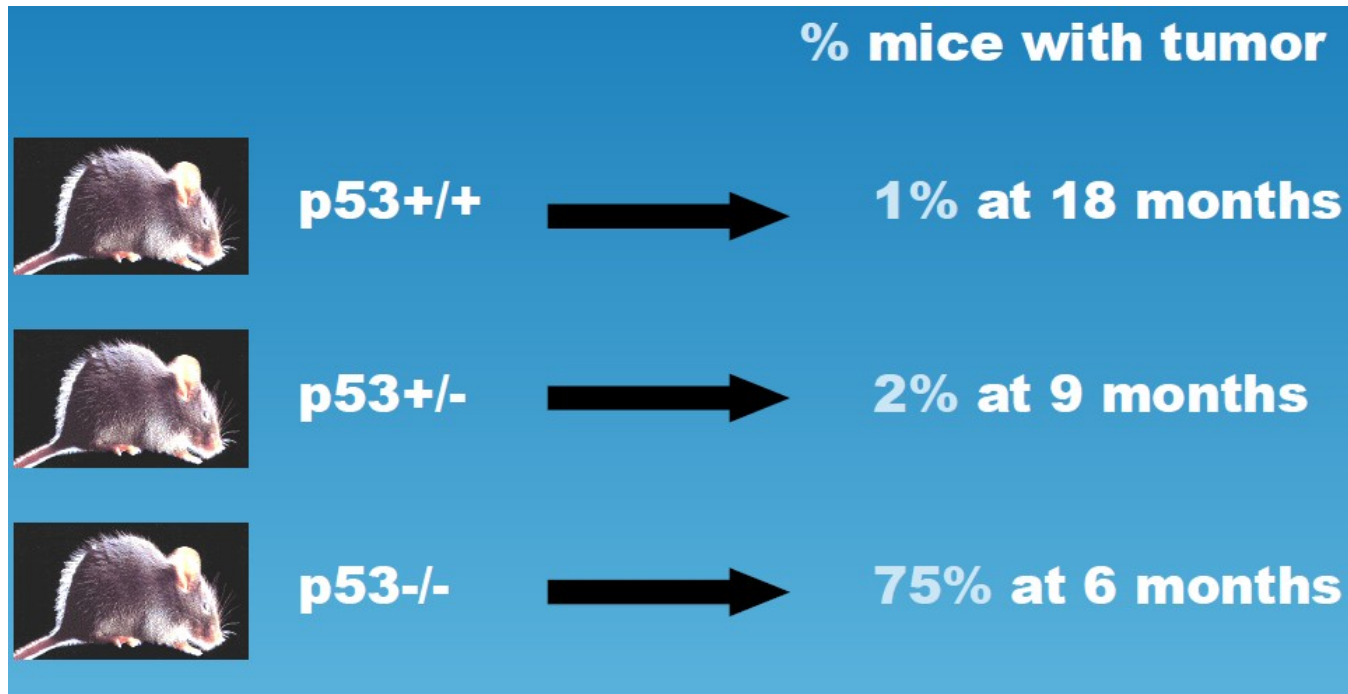 % mice with tumor
p53+/+ 1% at 18 months
p53+/- 2% at 9 months
p53-/- 75% at 6 months